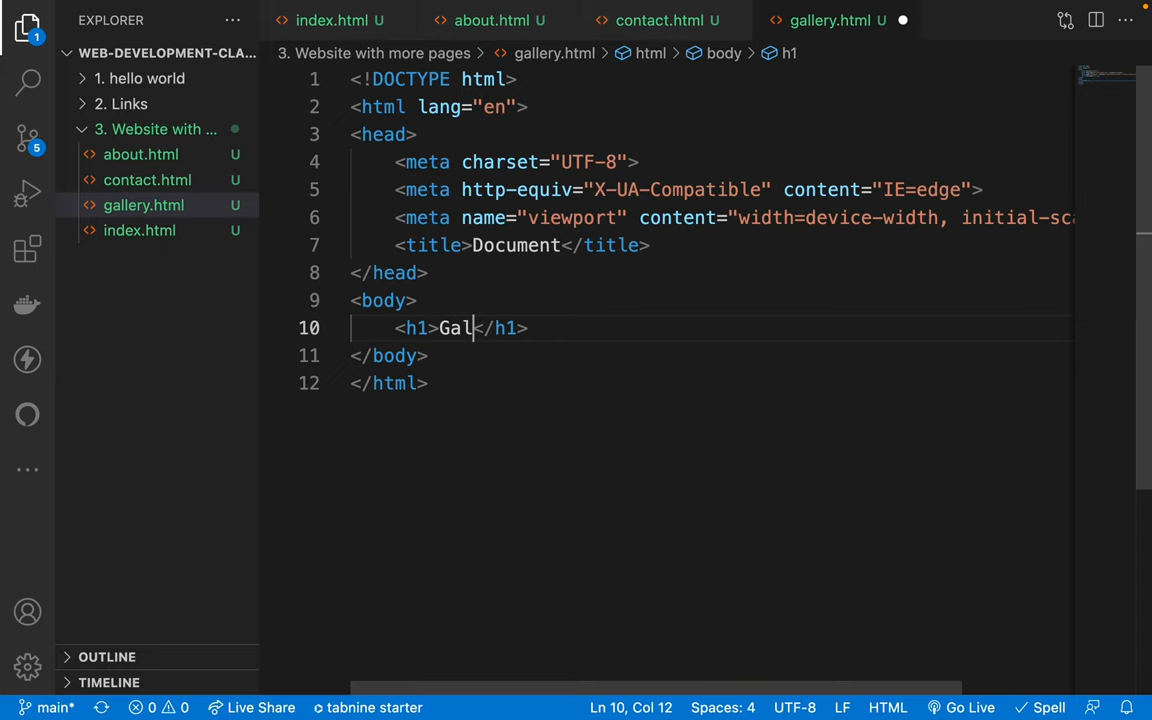 EXPLORER
index.html U
about.html U
contact.html U
gallery.html U
WEB-DEVELOPMENT-CLA...
3. Website with more pages > gallery.html > html > body > h1
1. hello world
2. Links
3. Website with ...
about.html U
contact.html U
gallery.html U
index.html U
1 <!DOCTYPE html>
2 <html lang="en">
3 <head>
4 <meta charset="UTF-8">
5 <meta http-equiv="X-UA-Compatible" content="IE=edge">
6 <meta name="viewport" content="width=device-width, initial-sca
7 <title>Document</title>
8 </head>
9 <body>
10 <h1>Gal</h1>
11 </body>
12 </html>
1
5
OUTLINE
TIMELINE
main* 0 0 Live Share tabnine starter Ln 10, Col 12 Spaces: 4 UTF-8 LF HTML Go Live Spell